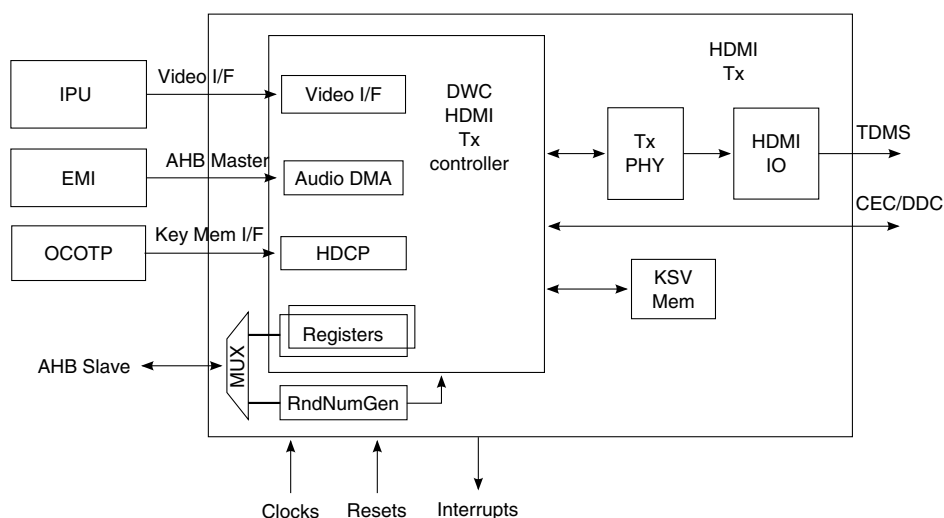 HDMI
Tx
IPU
Video I/F
Video I/F
DWC
HDMI
Tx
controller
EMI
AHB Master
Audio DMA
Tx
PHY
HDMI
IO
TDMS
CEC/DDC
OCOTP
Key Mem I/F
HDCP
KSV
Mem
AHB Slave
MUX
Registers
RndNumGen
Clocks
Resets
Interrupts